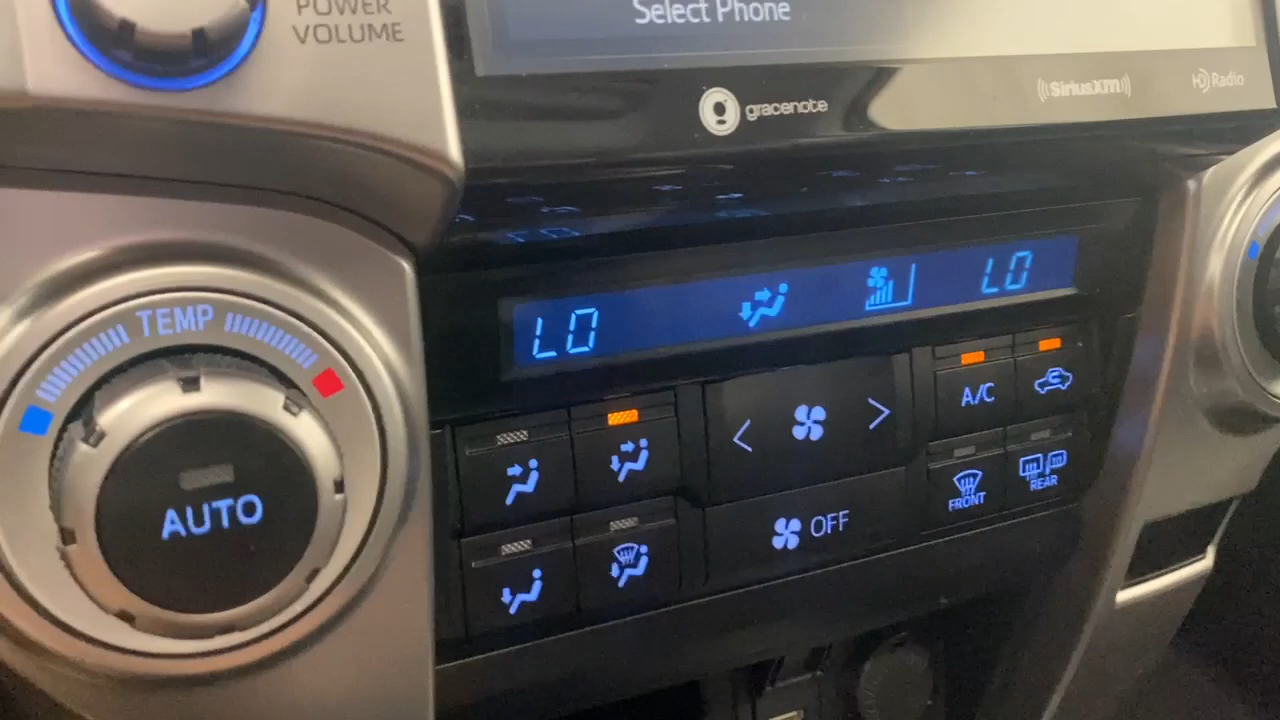 POWER
VOLUME
Select Phone
gracenote
SiriusXM
HD Radio
TEMP
AUTO
LO
LO
A/C
OFF
FRONT
REAR